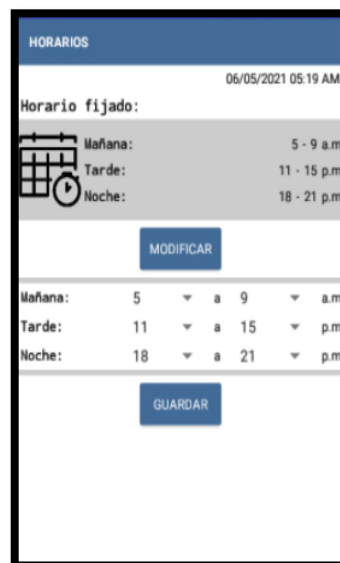 HORARIOS
06/05/2021 05:19 AM
Horario fijado:
Mañana: 5 - 9 a.m
Tarde: 11 - 15 p.m
Noche: 18 - 21 p.m
MODIFICAR
Mañana: 5 a 9 a.m
Tarde: 11 a 15 p.m
Noche: 18 a 21 p.m
GUARDAR